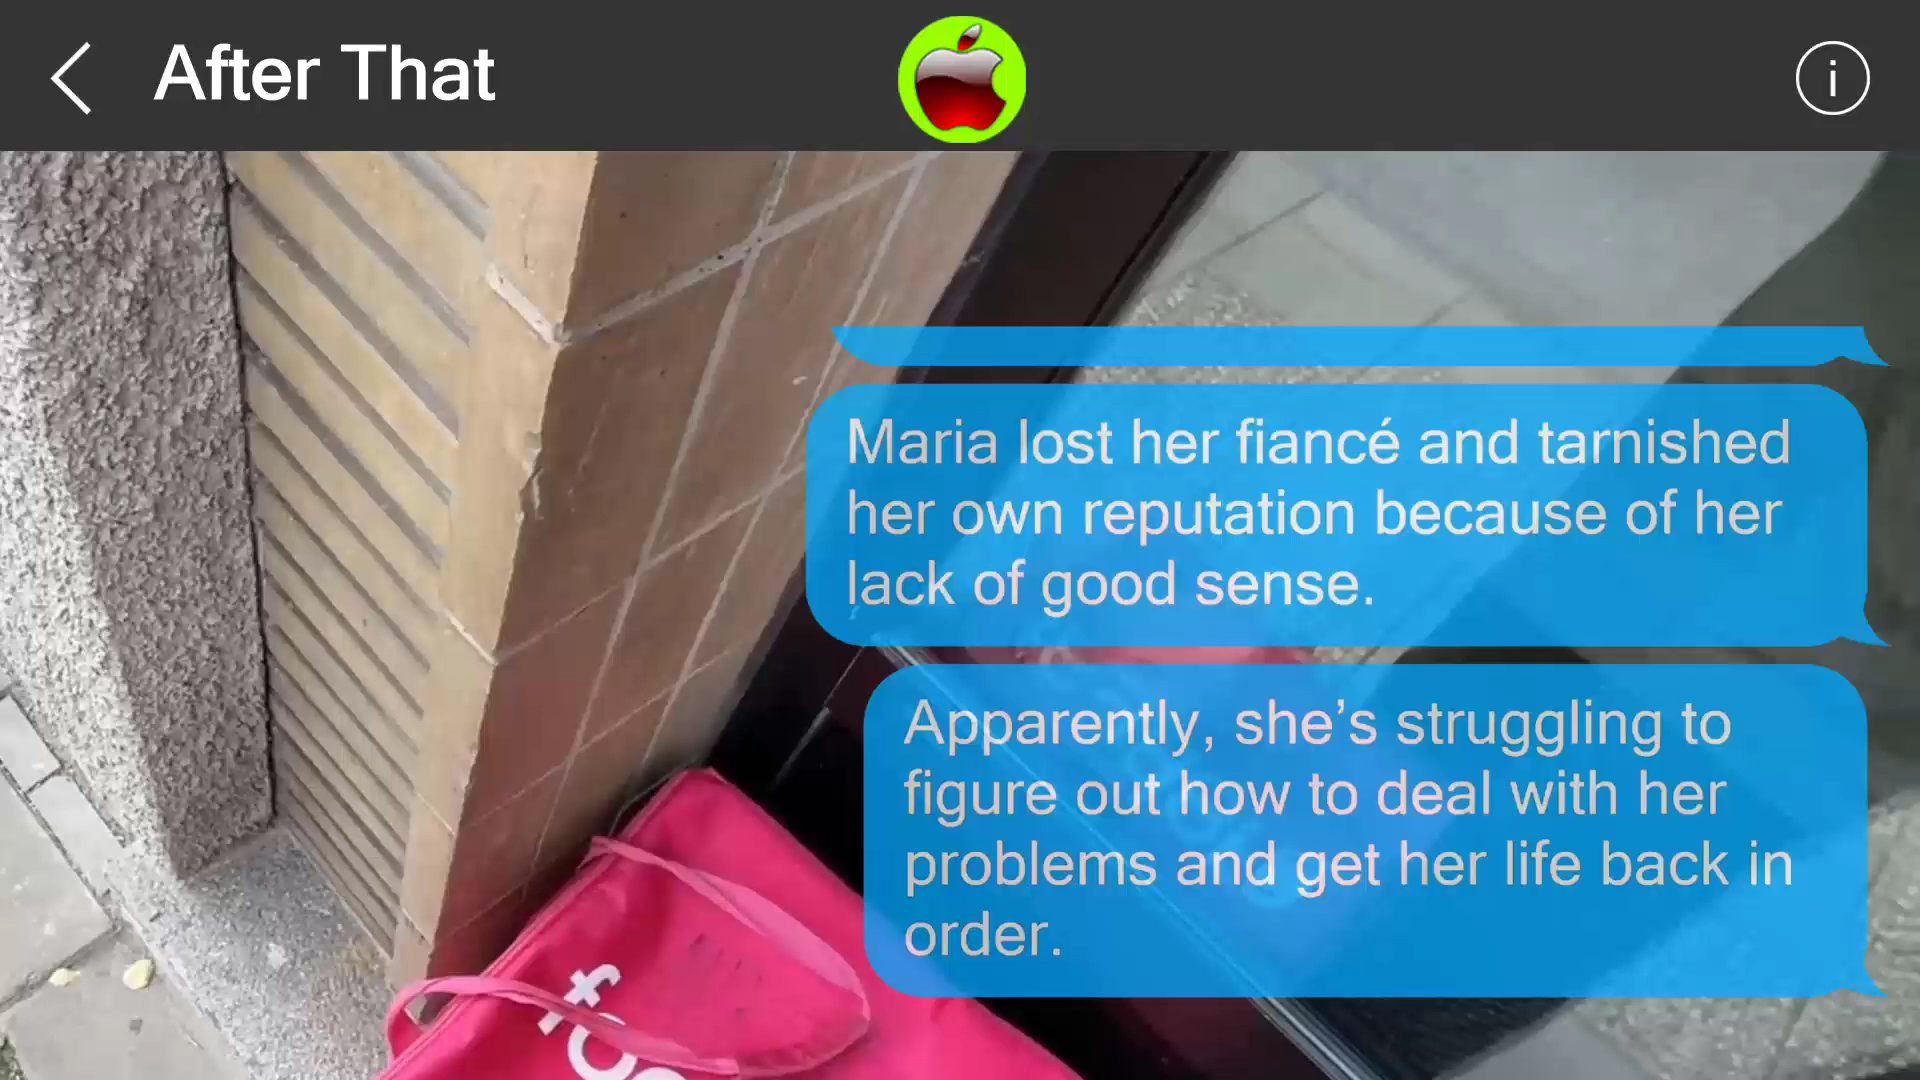 After That
Maria lost her fiancé and tarnished
her own reputation because of her
lack of good sense.
Apparently, she’s struggling to
figure out how to deal with her
problems and get her life back in
order.